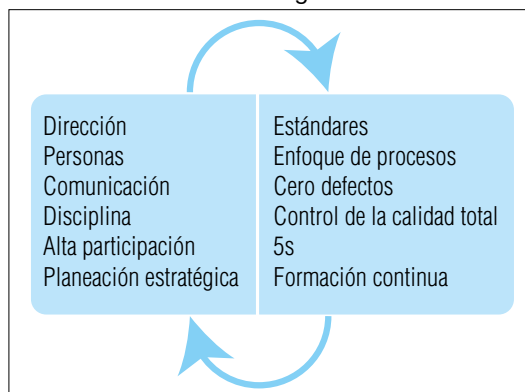 Dirección
Personas
Comunicación
Disciplina
Alta participación
Planeación estratégica
Estándares
Enfoque de procesos
Cero defectos
Control de la calidad total
5s
Formación continua